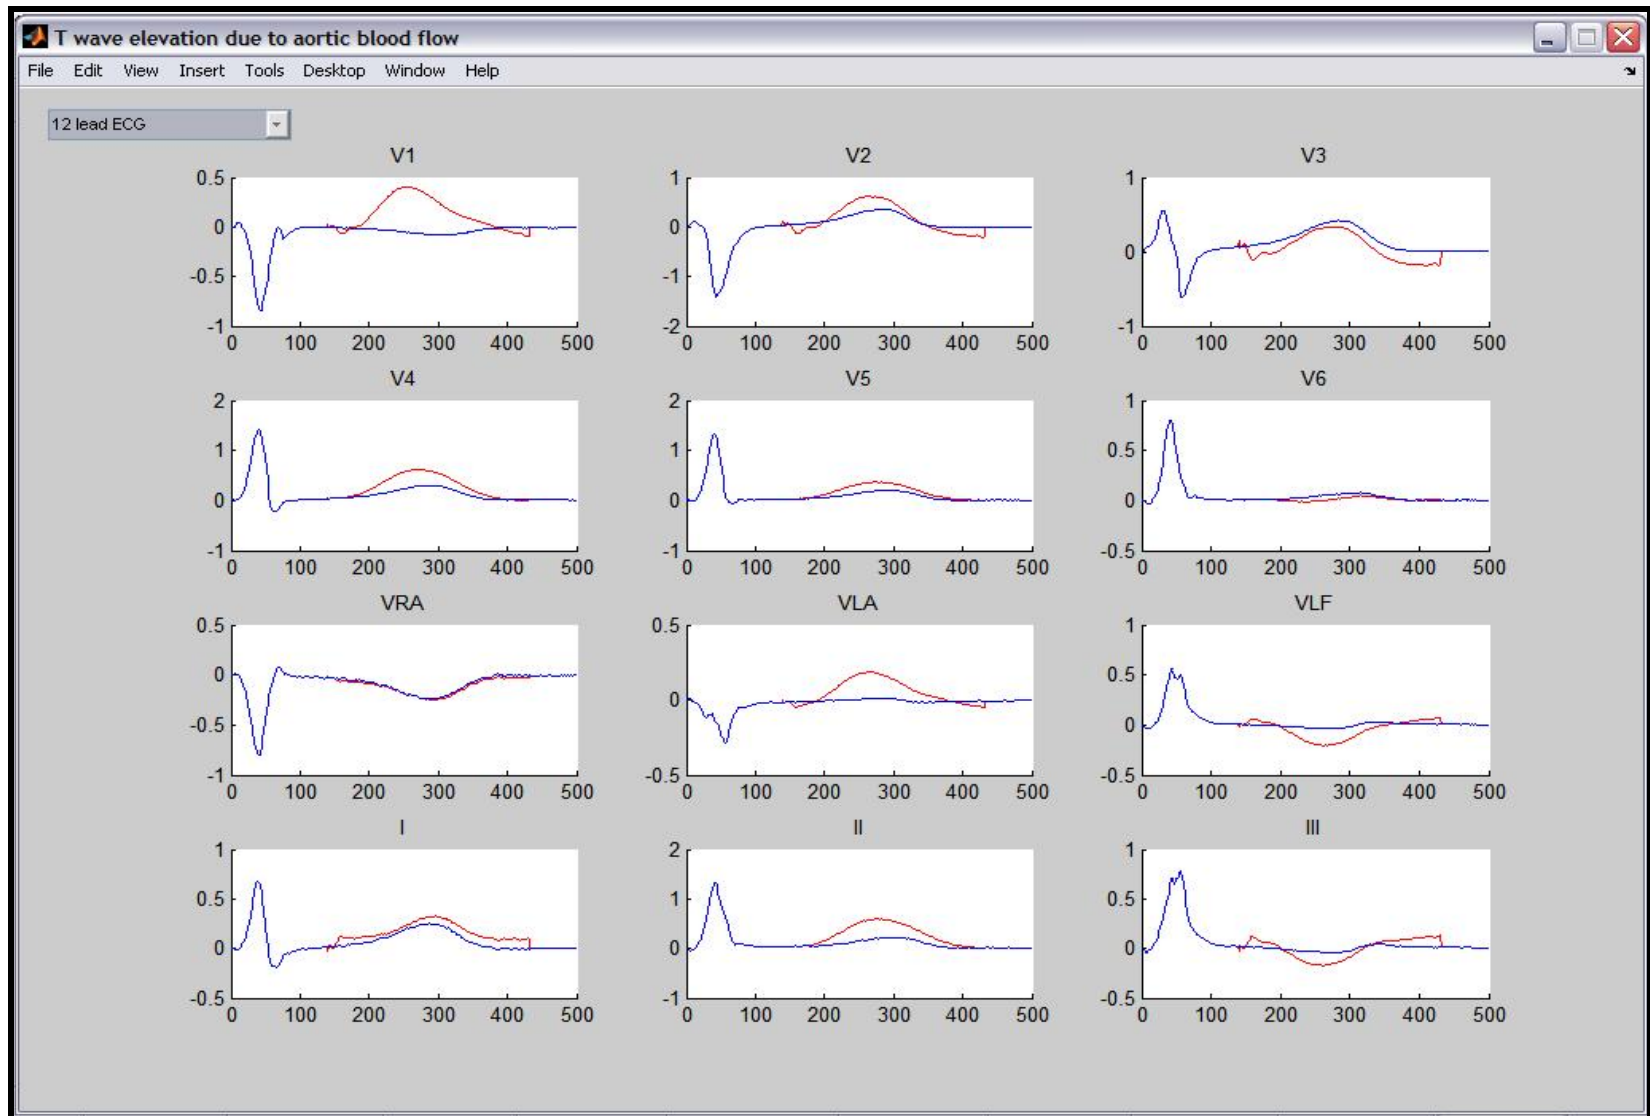 T wave elevation due to aortic blood flow
File Edit View Insert Tools Desktop Window Help
12 lead ECG
V1 V2 V3
0.5 1 1
0 0 0
-0.5 -1
-1 -2 -1
0 100 200 300 400 500 0 100 200 300 400 500 0 100 200 300 400 500
V4 V5 V6
2 2 1
1 1 0.5
0 0 0
-1 -1 -0.5
0 100 200 300 400 500 0 100 200 300 400 500 0 100 200 300 400 500
VRA VLA VLF
0.5 0.5 1
0 0.5
0
-0.5 0
-1 -0.5 -0.5
0 100 200 300 400 500 0 100 200 300 400 500 0 100 200 300 400 500
I II III
1 2 1
0.5 1 0.5
0 0 0
-0.5 -1 -0.5
0 100 200 300 400 500 0 100 200 300 400 500 0 100 200 300 400 500